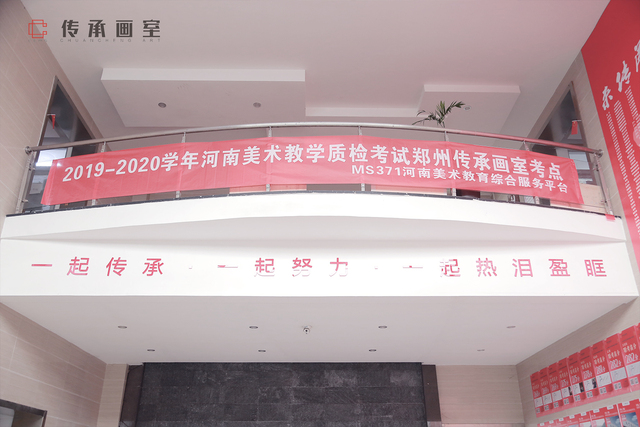 传承画室
CHUANCHENG ART
2019-2020学年河南美术教学质检考试郑州传承画室考点
MS371河南美术教育综合服务平台
一起传承 · 一起努力 · 一起热泪盈眶